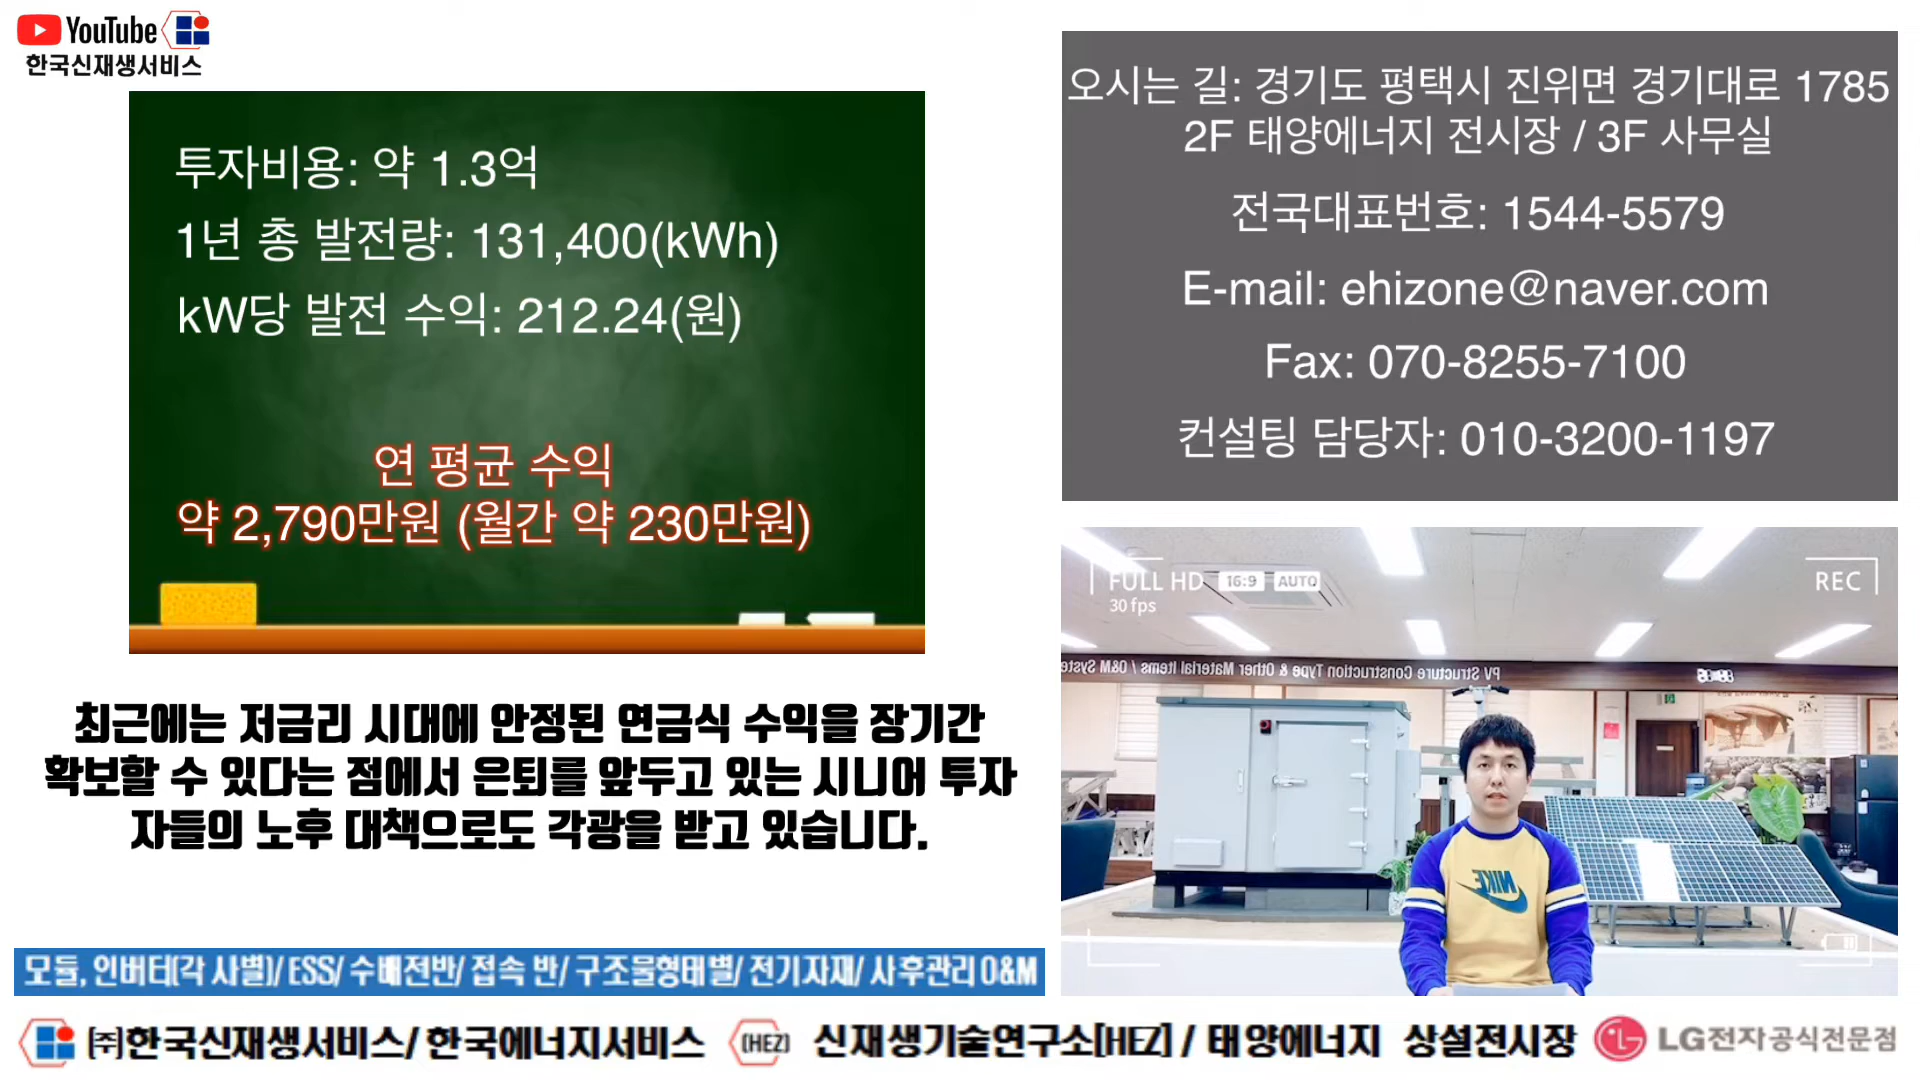 YouTube
한국신재생서비스
투자비용: 약 1.3억
1년 총 발전량: 131,400(kWh)
kW당 발전 수익: 212.24(원)
연 평균 수익
약 2,790만원 (월간 약 230만원)
최근에는 저금리 시대에 안정된 연금식 수익을 장기간
확보할 수 있다는 점에서 은퇴를 앞두고 있는 시니어 투자
자들의 노후 대책으로도 각광을 받고 있습니다.
오시는 길: 경기도 평택시 진위면 경기대로 1785
2F 태양에너지 전시장 / 3F 사무실
전국대표번호: 1544-5579
E-mail: ehizone@naver.com
Fax: 070-8255-7100
컨설팅 담당자: 010-3200-1197
FULL HD 16:9 AUTO
30 fps
REC
PV Structure Construction Type & Other Material Items / O&M Syste
NIKE
모듈, 인버터(각 사별)/ ESS/ 수배전반/ 접속 반/ 구조물형태별/ 전기자재/ 사후관리 O&M
㈜한국신재생서비스/ 한국에너지서비스 (HEZ) 신재생기술연구소[HEZ] / 태양에너지 상설전시장 LG전자공식전문점